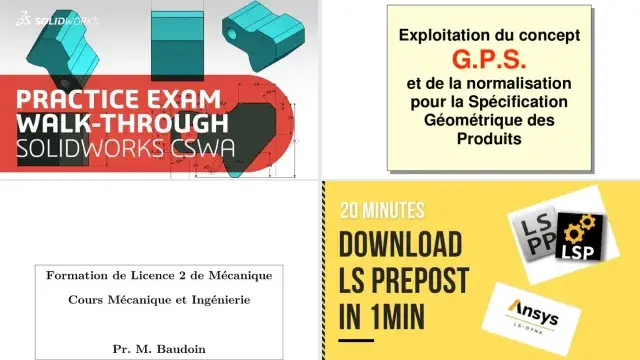 SOLIDWORKS
PRACTICE EXAM
WALK-THROUGH
SOLIDWORKS CSWA
Exploitation du concept
G.P.S.
et de la normalisation
pour la Spécification
Géométrique des
Produits
Formation de Licence 2 de Mécanique
Cours Mécanique et Ingénierie
Pr. M. Baudoin
20 MINUTES
DOWNLOAD
LS PREPOST
IN 1MIN
LS
PP
LSP
Ansys
LS-DYNA